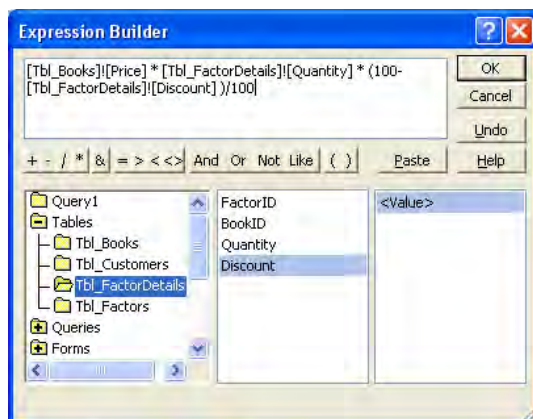 Expression Builder
[Tbl_Books]![Price] * [Tbl_FactorDetails]![Quantity] * (100-
[Tbl_FactorDetails]![Discount] )/100
OK
Cancel
Undo
+ - / * & = > < <> And Or Not Like ( ) Paste Help
Query1
Tables
Tbl_Books
Tbl_Customers
Tbl_FactorDetails
Tbl_Factors
Queries
Forms
FactorID
BookID
Quantity
Discount
<Value>